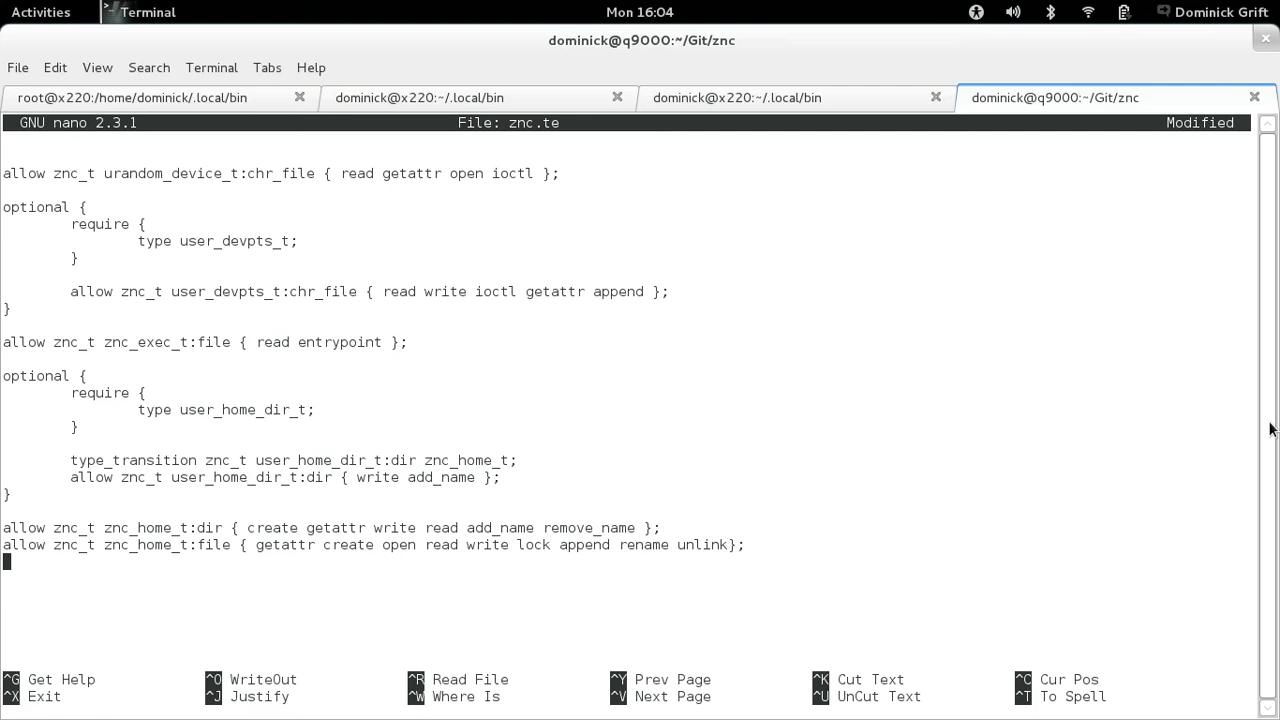 Activities Terminal Mon 16:04 Dominick Grift
dominick@q9000:~/Git/znc
File Edit View Search Terminal Tabs Help
root@x220:/home/dominick/.local/bin dominick@x220:~/.local/bin dominick@x220:~/.local/bin dominick@q9000:~/Git/znc
GNU nano 2.3.1 File: znc.te Modified
allow znc_t urandom_device_t:chr_file { read getattr open ioctl };
optional {
require {
type user_devpts_t;
}
allow znc_t user_devpts_t:chr_file { read write ioctl getattr append };
}
allow znc_t znc_exec_t:file { read entrypoint };
optional {
require {
type user_home_dir_t;
}
type_transition znc_t user_home_dir_t:dir znc_home_t;
allow znc_t user_home_dir_t:dir { write add_name };
}
allow znc_t znc_home_t:dir { create getattr write read add_name remove_name };
allow znc_t znc_home_t:file { getattr create open read write lock append rename unlink};
^G Get Help ^O WriteOut ^R Read File ^Y Prev Page ^K Cut Text ^C Cur Pos
^X Exit ^J Justify ^W Where Is ^V Next Page ^U UnCut Text ^T To Spell